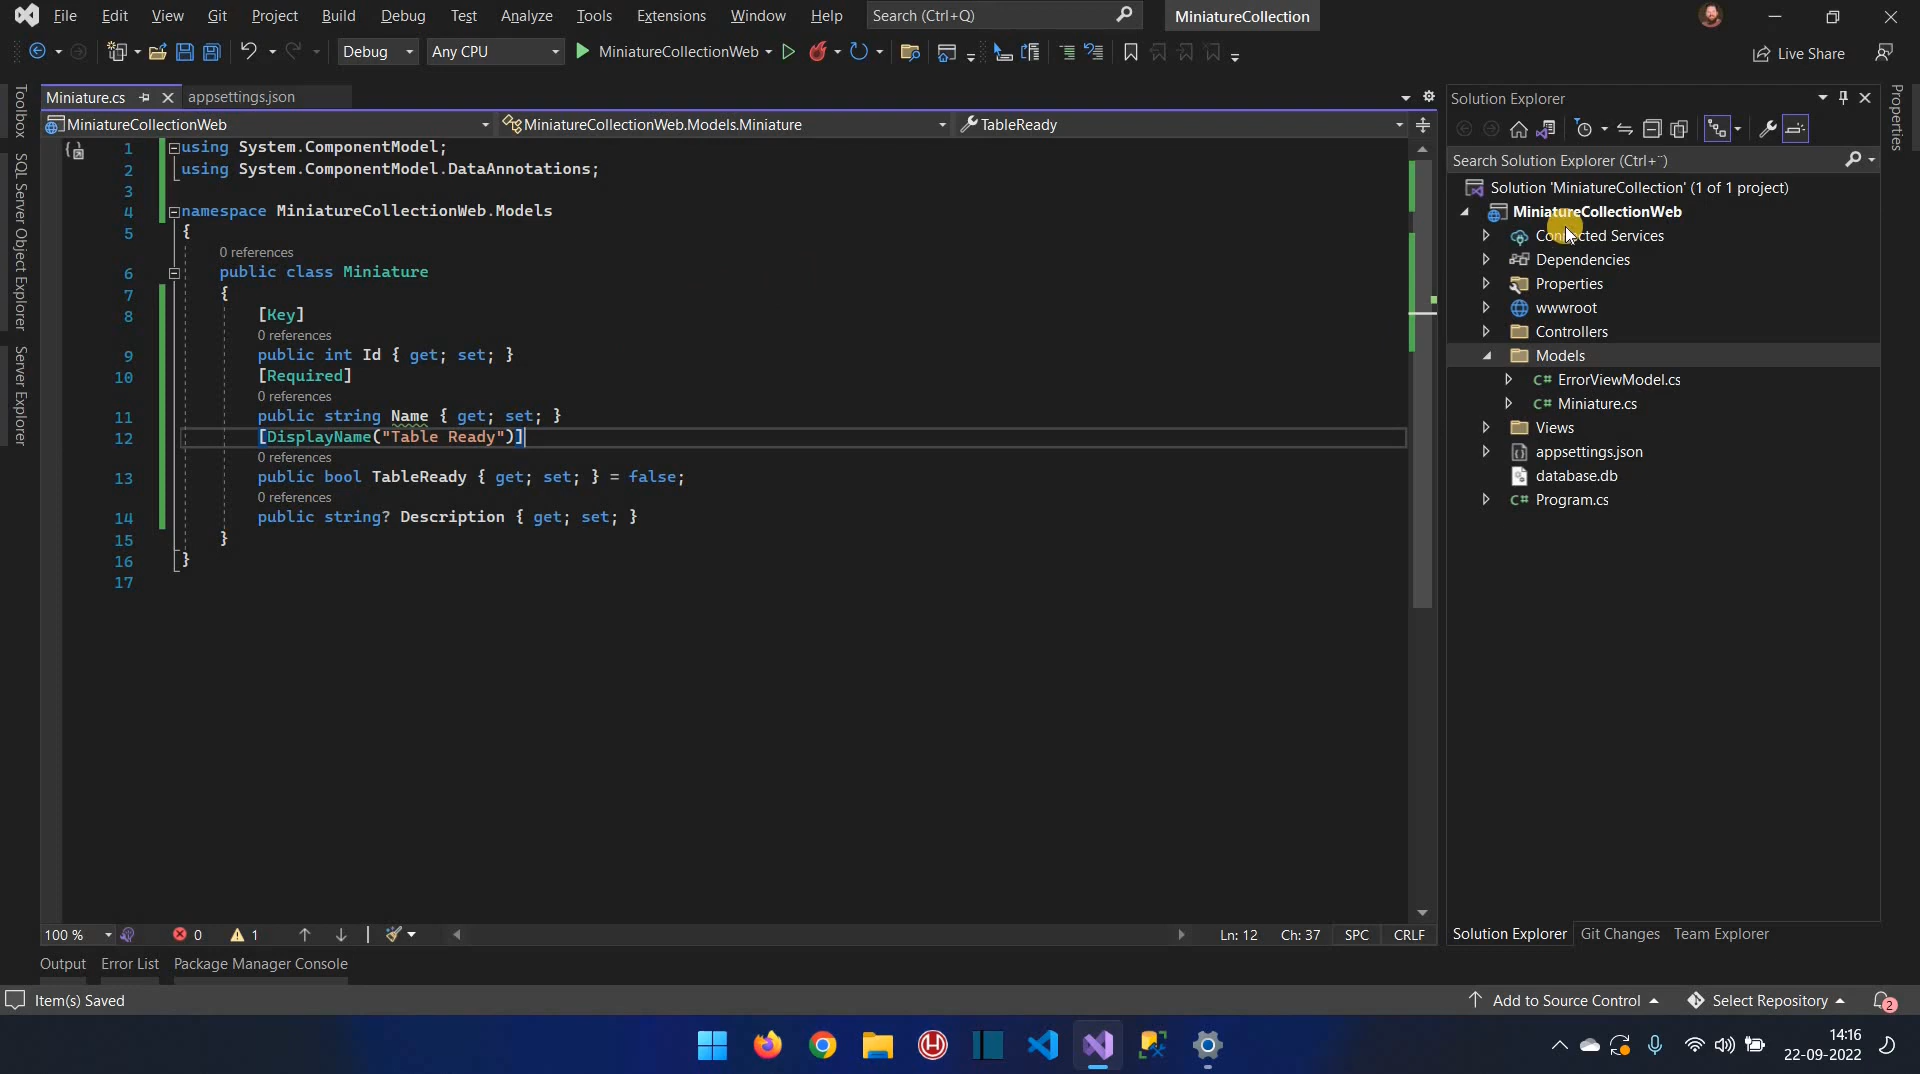 File Edit View Git Project Build Debug Test Analyze Tools Extensions Window Help Search (Ctrl+Q) MiniatureCollection
Debug Any CPU MiniatureCollectionWeb Live Share
Toolbox
SQL Server Object Explorer
Server Explorer
Miniature.cs appsettings.json
MiniatureCollectionWeb MiniatureCollectionWeb.Models.Miniature TableReady
1 using System.ComponentModel;
2 using System.ComponentModel.DataAnnotations;
3
4 namespace MiniatureCollectionWeb.Models
5 {
0 references
6 public class Miniature
7 {
8 [Key]
0 references
9 public int Id { get; set; }
10 [Required]
0 references
11 public string Name { get; set; }
12 [DisplayName("Table Ready")]
0 references
13 public bool TableReady { get; set; } = false;
0 references
14 public string? Description { get; set; }
15 }
16 }
17
100 % 0 1 Ln: 12 Ch: 37 SPC CRLF
Output Error List Package Manager Console
Solution Explorer
Search Solution Explorer (Ctrl+¨)
Solution 'MiniatureCollection' (1 of 1 project)
MiniatureCollectionWeb
Connected Services
Dependencies
Properties
wwwroot
Controllers
Models
C# ErrorViewModel.cs
C# Miniature.cs
Views
appsettings.json
database.db
C# Program.cs
Solution Explorer Git Changes Team Explorer
Properties
Item(s) Saved Add to Source Control Select Repository 2
14:16
22-09-2022